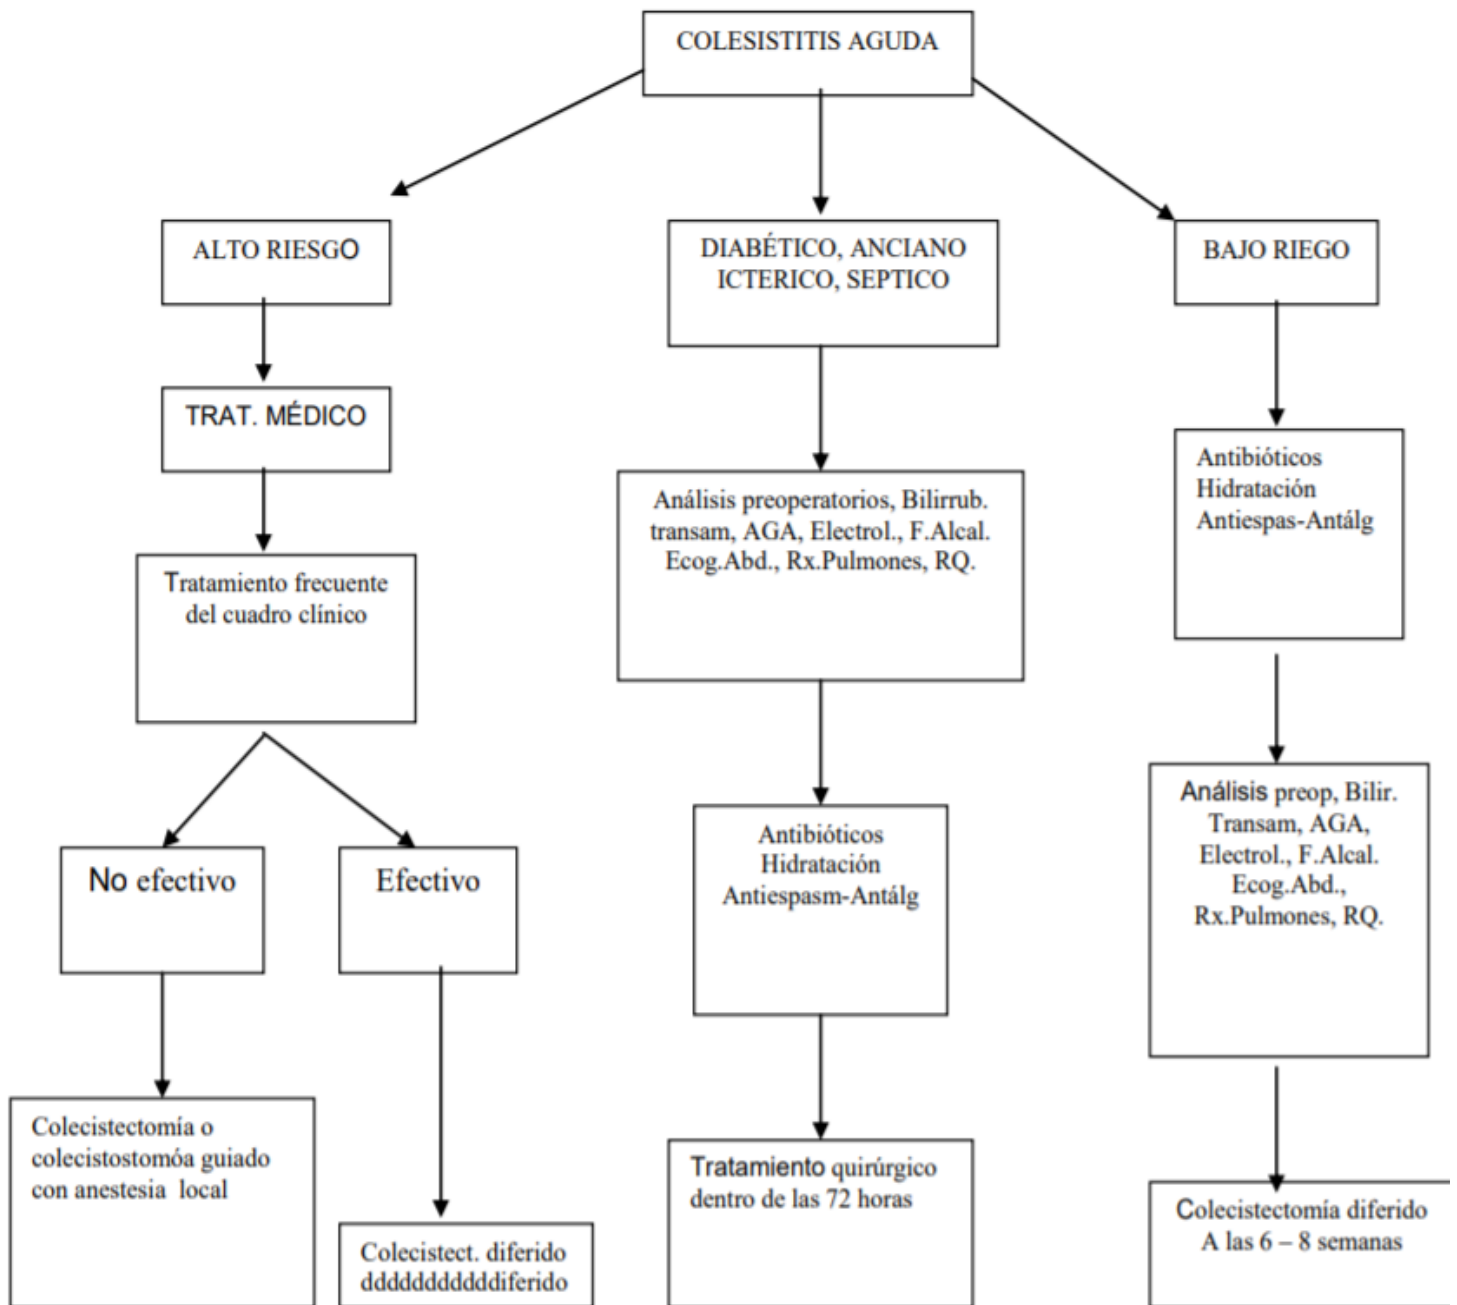 COLESISTITIS AGUDA
ALTO RIESGO
DIABÉTICO, ANCIANO
ICTERICO, SEPTICO
BAJO RIEGO
TRAT. MÉDICO
Antibióticos
Hidratación
Antiespas-Antálg
Análisis preoperatorios, Bilirrub.
transam, AGA, Electrol., F.Alcal.
Ecog.Abd., Rx.Pulmones, RQ.
Tratamiento frecuente
del cuadro clínico
Análisis preop, Bilir.
Transam, AGA,
Electrol., F.Alcal.
Ecog.Abd.,
Rx.Pulmones, RQ.
Antibióticos
Hidratación
Antiespasm-Antálg
No efectivo
Efectivo
Colecistectomía o
colecistostomóa guiado
con anestesia local
Tratamiento quirúrgico
dentro de las 72 horas
Colecistectomía diferido
A las 6 – 8 semanas
Colecistect. diferido
dddddddddddiferido